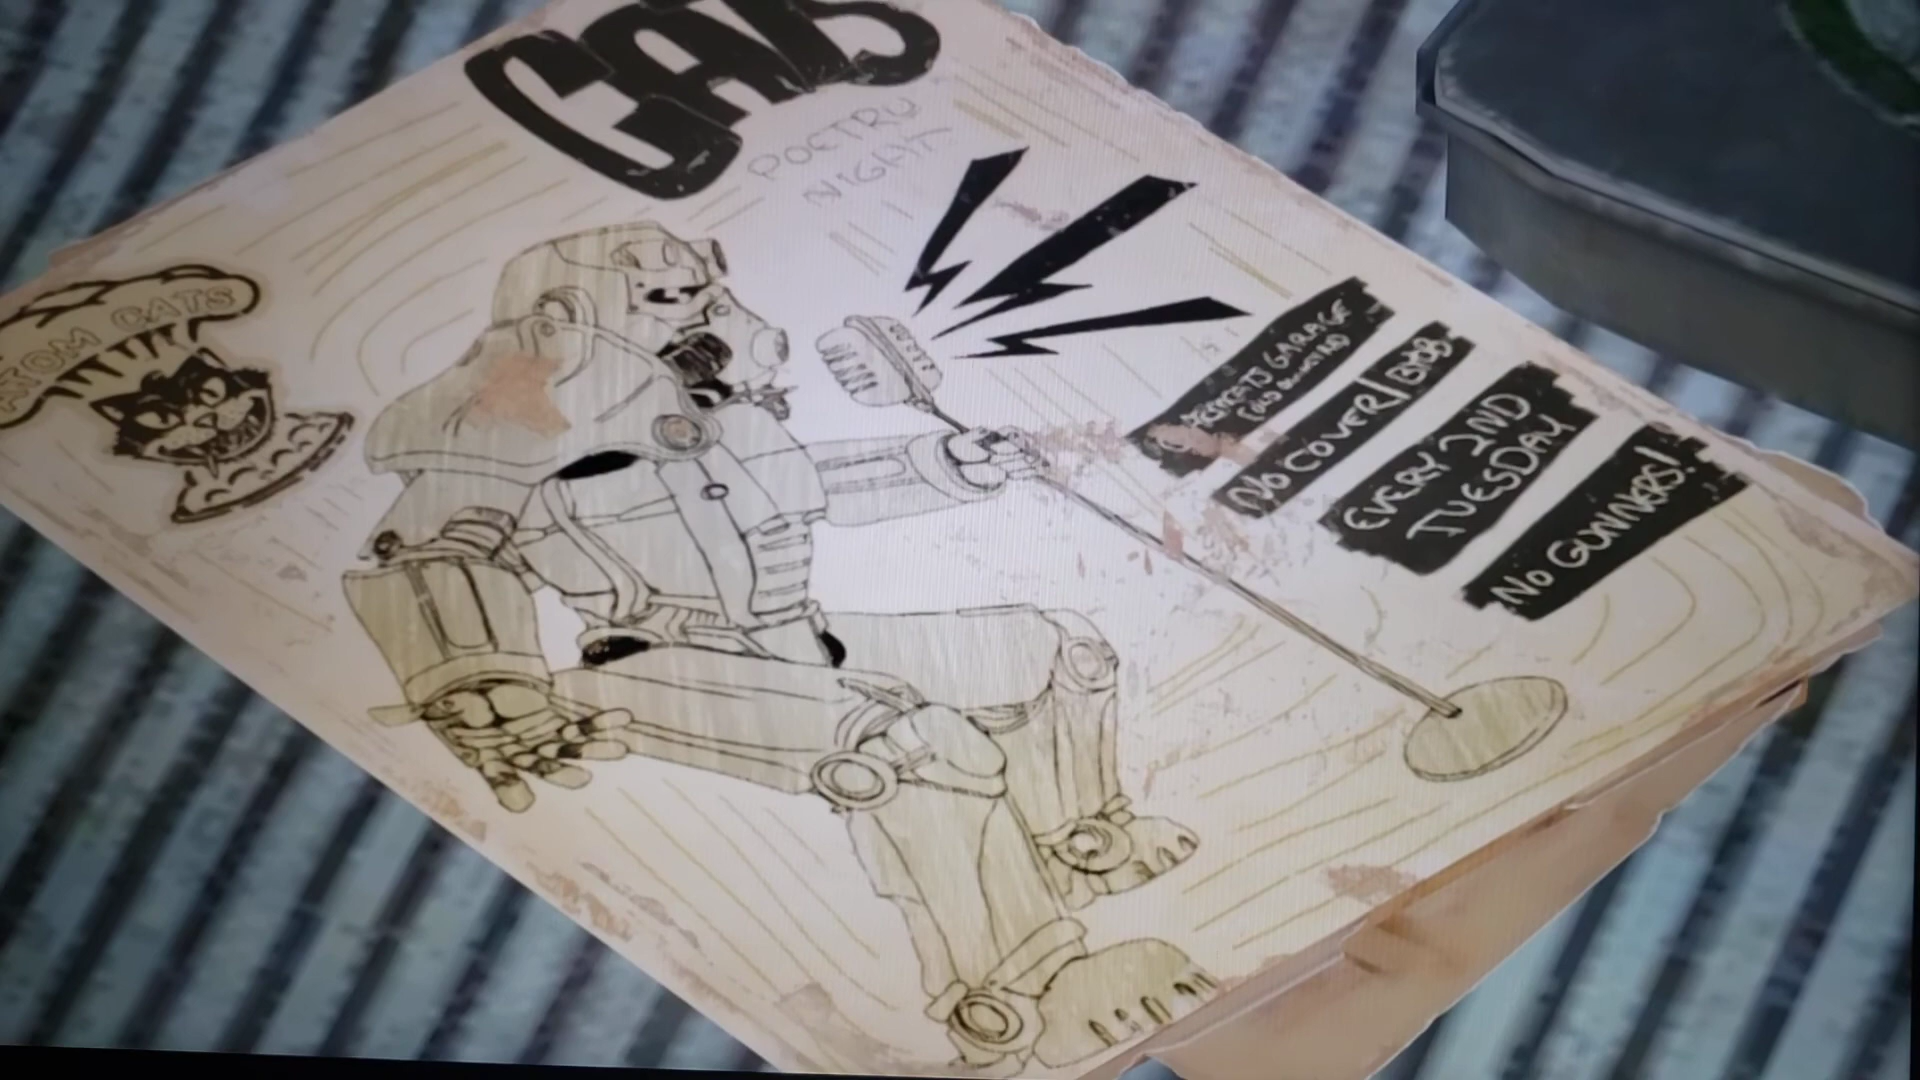 CATS
POETRY
NIGHT
ATOM CATS
GARAGE
NO COVER! BYOB
EVERY 2ND
TUESDAY
NO GUNNERS!